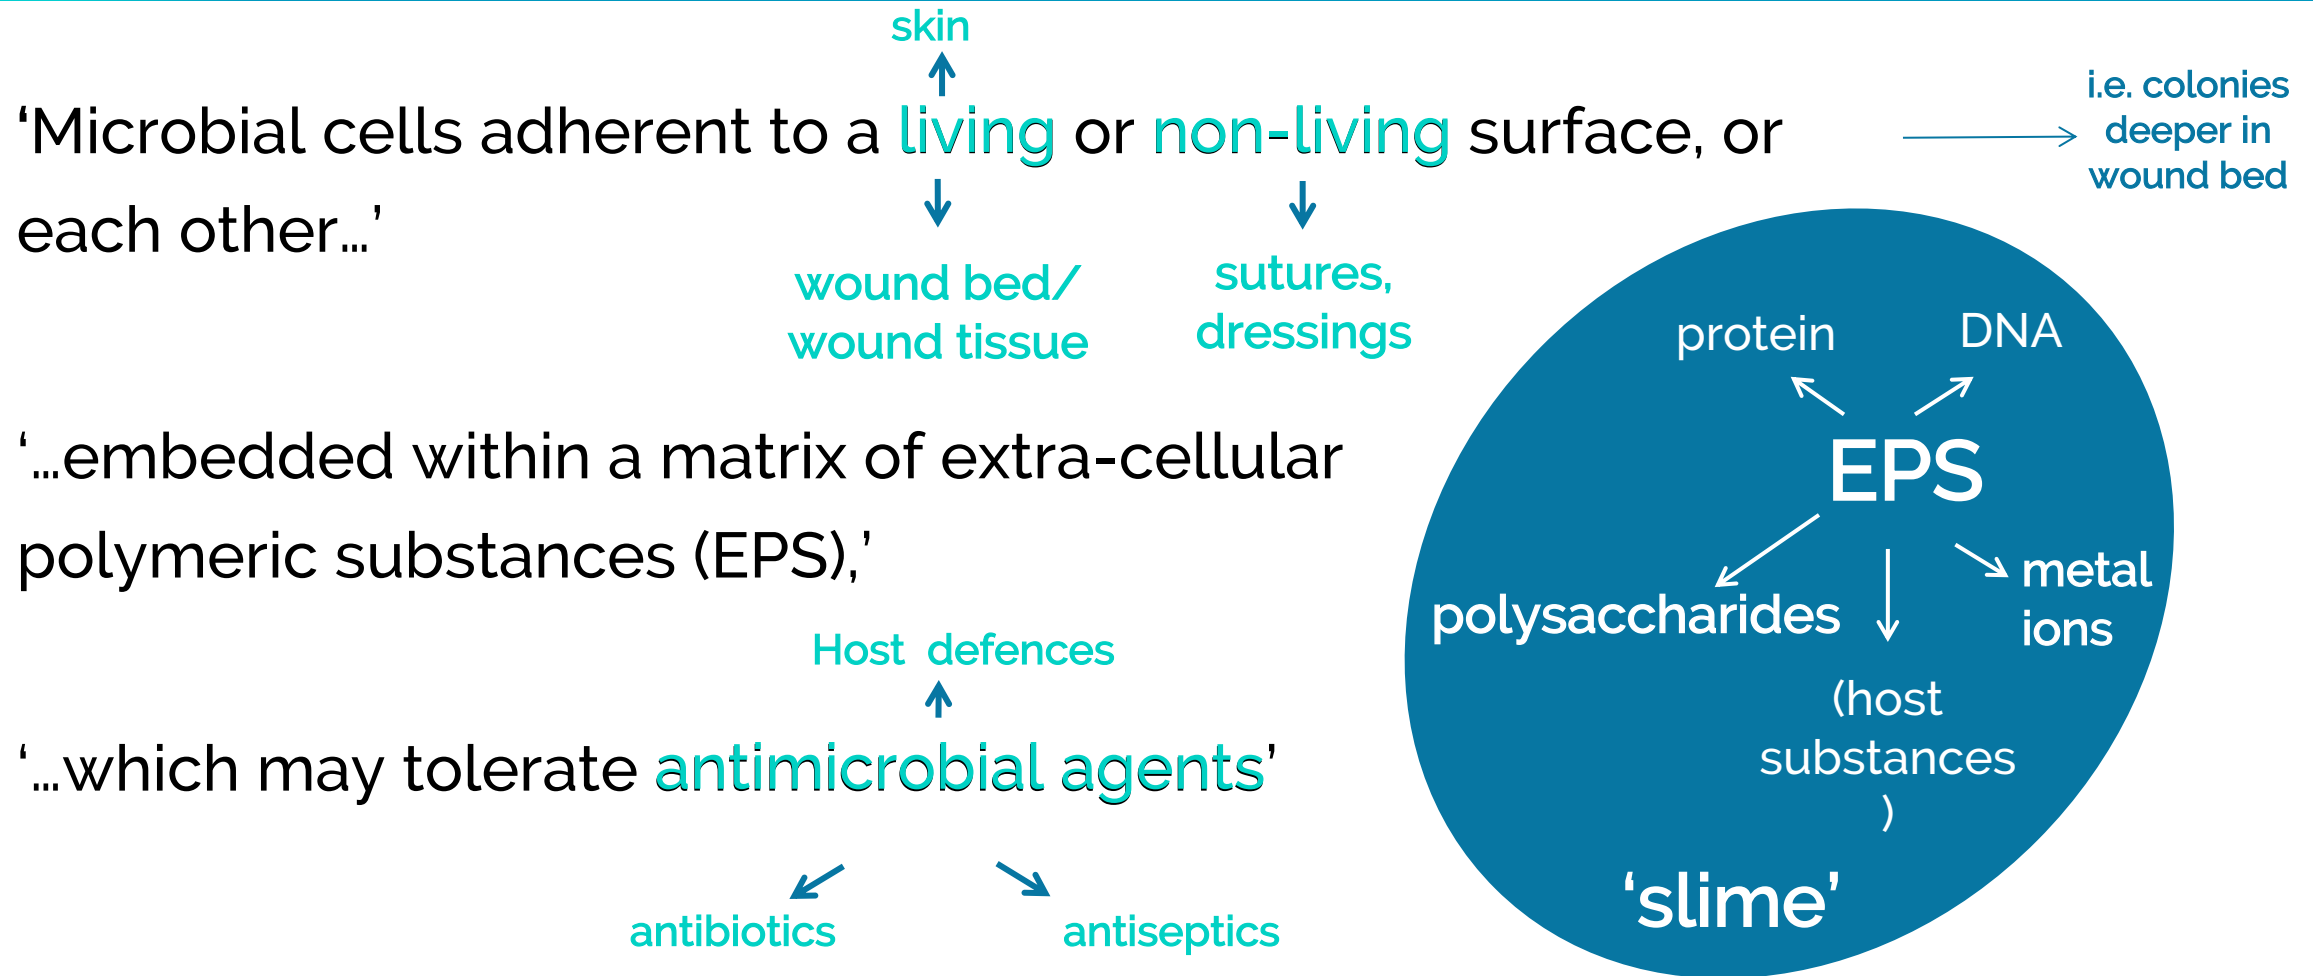 skin
‘Microbial cells adherent to a living or non-living surface, or
each other...’
i.e. colonies
deeper in
wound bed
wound bed/
wound tissue
sutures,
dressings
‘...embedded within a matrix of extra-cellular
polymeric substances (EPS),’
Host defences
‘...which may tolerate antimicrobial agents’
antibiotics
antiseptics
protein
DNA
EPS
polysaccharides
metal
ions
(host
substances
)
‘slime’